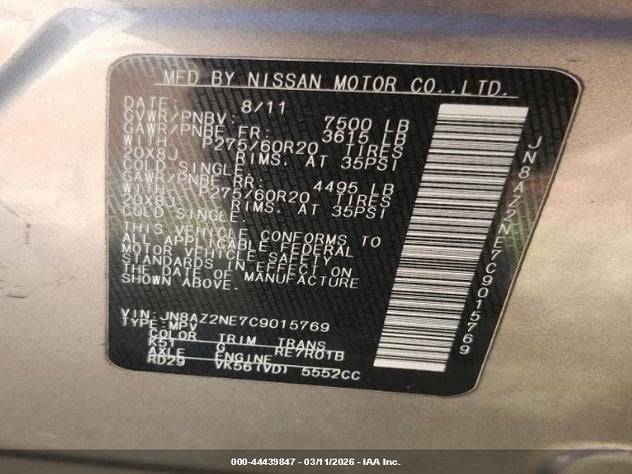 MFD BY NISSAN MOTOR CO.,LTD.
DATE: 8/11
GVWR/PNBV: 7500 LB
GAWR/PNBE FR: 3615 LB
WITH P275/60R20 TIRES
20X8J RIMS. AT 35PSI
COLD SINGLE.
GAWR/PNBE RR: 4495 LB
WITH P275/60R20 TIRES
20X8J RIMS. AT 35PSI
COLD SINGLE.
THIS VEHICLE CONFORMS TO
ALL APPLICABLE FEDERAL
MOTOR VEHICLE SAFETY
STANDARDS IN EFFECT ON
THE DATE OF MANUFACTURE
SHOWN ABOVE.
VIN: JN8AZ2NE7C9015769
TYPE: MPV
COLOR TRIM TRANS
K51 G RE7R01B
AXLE ENGINE
RD29 VK56(VD) 5552CC
JN8AZ2NE7C9015769
000-44439847 - 03/11/2026 - IAA Inc.